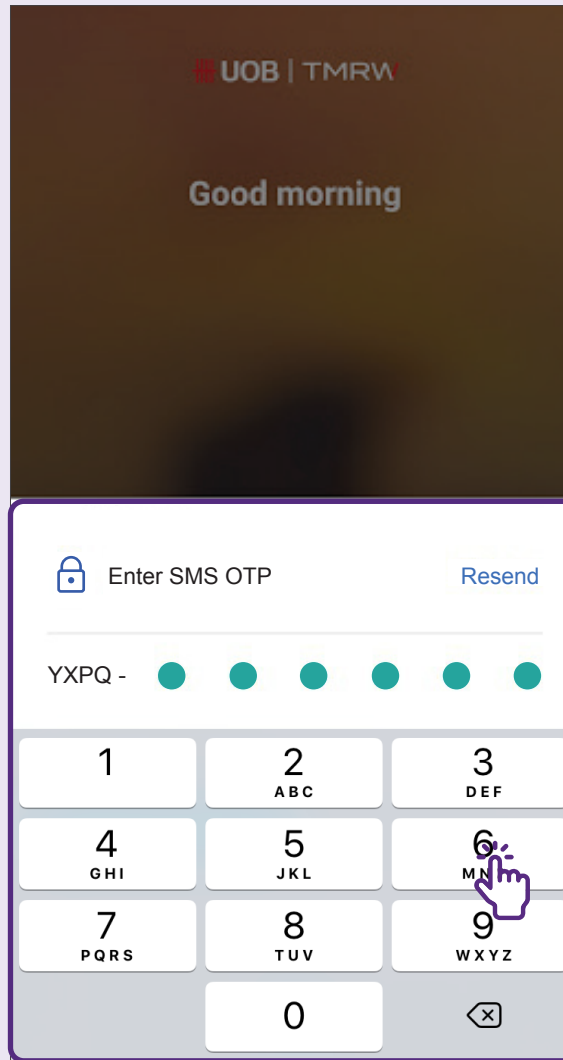 UOB | TMRW
Good morning
Enter SMS OTP Resend
YXPQ -
1 2 3
ABC DEF
4 5 6
GHI JKL MN
7 8 9
PQRS TUV WXYZ
0